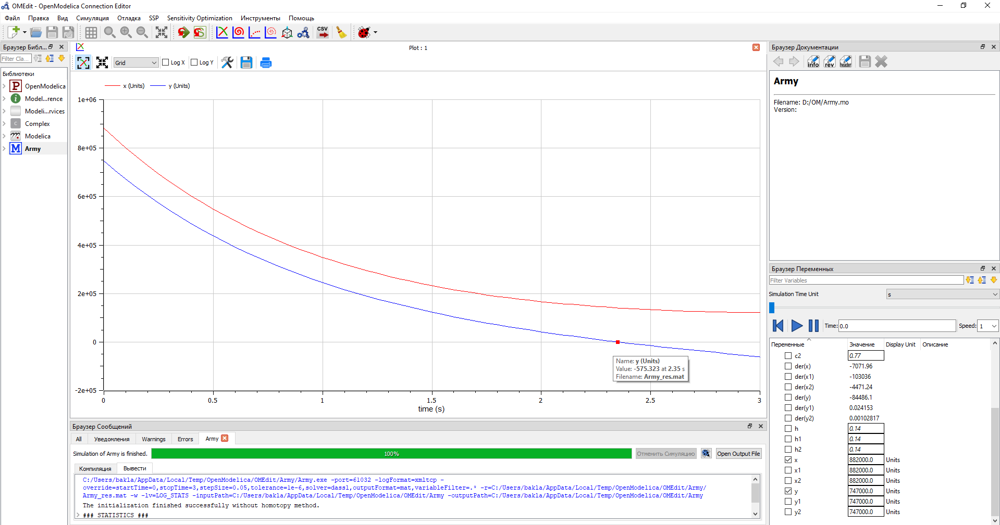 OMEdit - OpenModelica Connection Editor
Файл Правка Вид Симуляция Отладка SSP Sensitivity Optimization Инструменты Помощь
CSV
Браузер Библ...
Filter Cla...
Библиотеки
P OpenModelica
i Model...rence
Modeli...rvices
C Complex
m Modelica
M Army
Plot : 1
Grid Log X Log Y
x (Units) y (Units)
1e+06
8e+05
6e+05
4e+05
2e+05
0
-2e+05
Name: y (Units)
Value: -575.323 at 2.35 s
Filename: Army_res.mat
0 0.5 1 1.5 2 2.5 3
time (s)
Браузер Сообщений
All Уведомления Warnings Errors Army
Simulation of Army is finished. 100% Отменить Симуляцию Open Output File
Компиляция Вывести
C:/Users/bakla/AppData/Local/Temp/OpenModelica/OMEdit/Army/Army.exe -port=61032 -logFormat=xmltcp -
override=startTime=0,stopTime=3,stepSize=0.05,tolerance=1e-6,solver=dassl,outputFormat=mat,variableFilter=.* -r=C:/Users/bakla/AppData/Local/Temp/OpenModelica/OMEdit/Army/
Army_res.mat -w -lv=LOG_STATS -inputPath=C:/Users/bakla/AppData/Local/Temp/OpenModelica/OMEdit/Army -outputPath=C:/Users/bakla/AppData/Local/Temp/OpenModelica/OMEdit/Army
The initialization finished successfully without homotopy method.
### STATISTICS ###
Браузер Документации
info rev header
Army
Filename: D:/OM/Army.mo
Version:
Браузер Переменных
Filter Variables
Simulation Time Unit s
Time: 0.0 Speed: 1
Переменные Значение Display Unit Описание
c2 0.77
der(x) -7071.96
der(x1) -103036
der(x2) -4471.24
der(y) -84486.1
der(y1) 0.024153
der(y2) 0.00102817
h 0.14
h1 0.14
h2 0.14
x 882000.0 Units
x1 882000.0 Units
x2 882000.0 Units
y 747000.0 Units
y1 747000.0 Units
y2 747000.0 Units